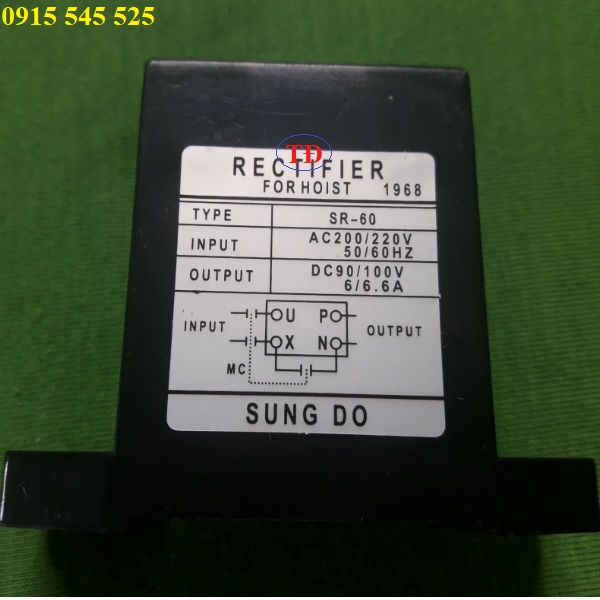 0915 545 525
TĐ
RECTIFIER
FOR HOIST 1968
TYPE SR-60
INPUT AC200/220V
50/60HZ
OUTPUT DC90/100V
6/6.6A
INPUT U P OUTPUT
X N
MC
SUNG DO